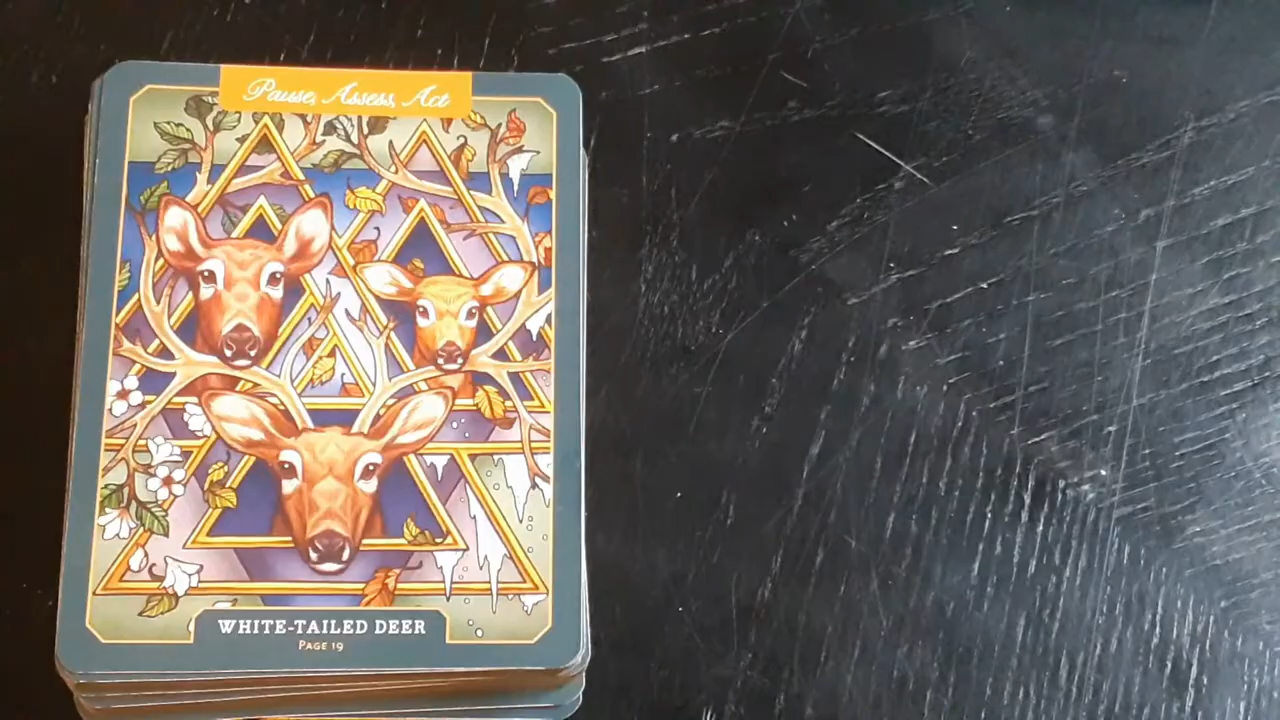 Pause, Assess, Act
WHITE-TAILED DEER
PAGE 19